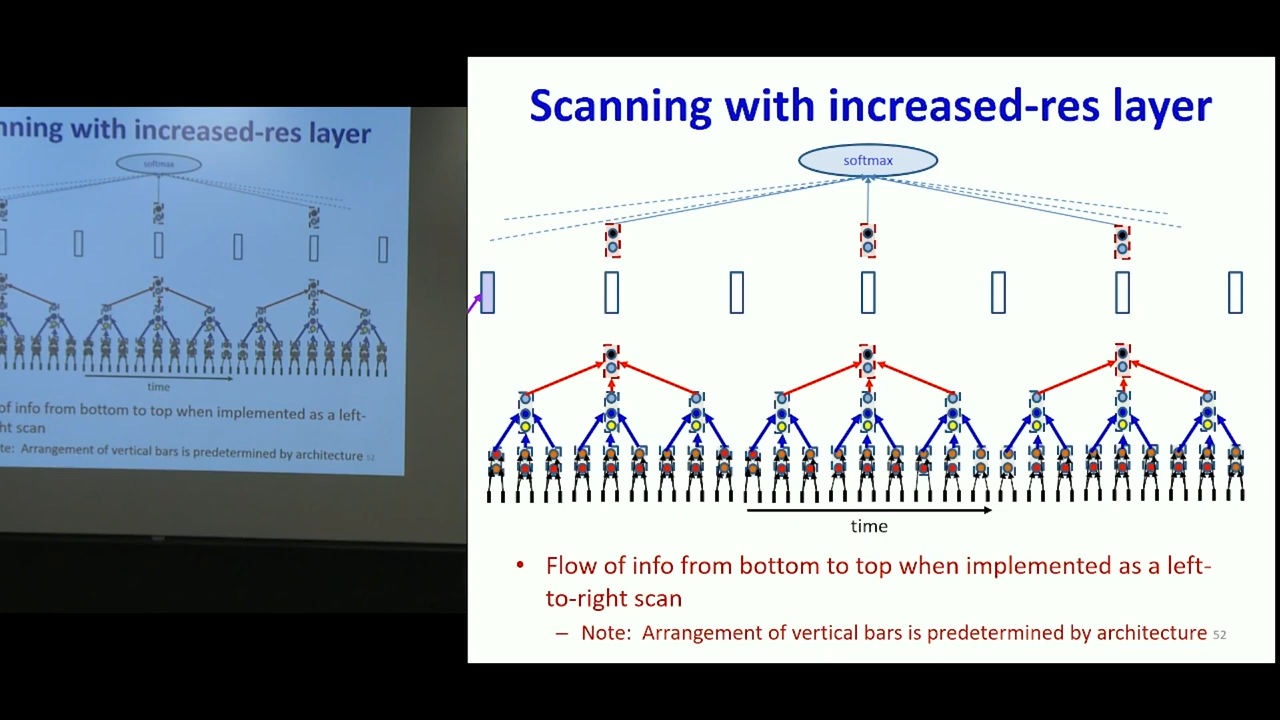 nning with increased-res layer
softmax
time
of info from bottom to top when implemented as a left-
ht scan
te: Arrangement of vertical bars is predetermined by architecture 52
Scanning with increased-res layer
softmax
time
• Flow of info from bottom to top when implemented as a left-
to-right scan
– Note: Arrangement of vertical bars is predetermined by architecture 52